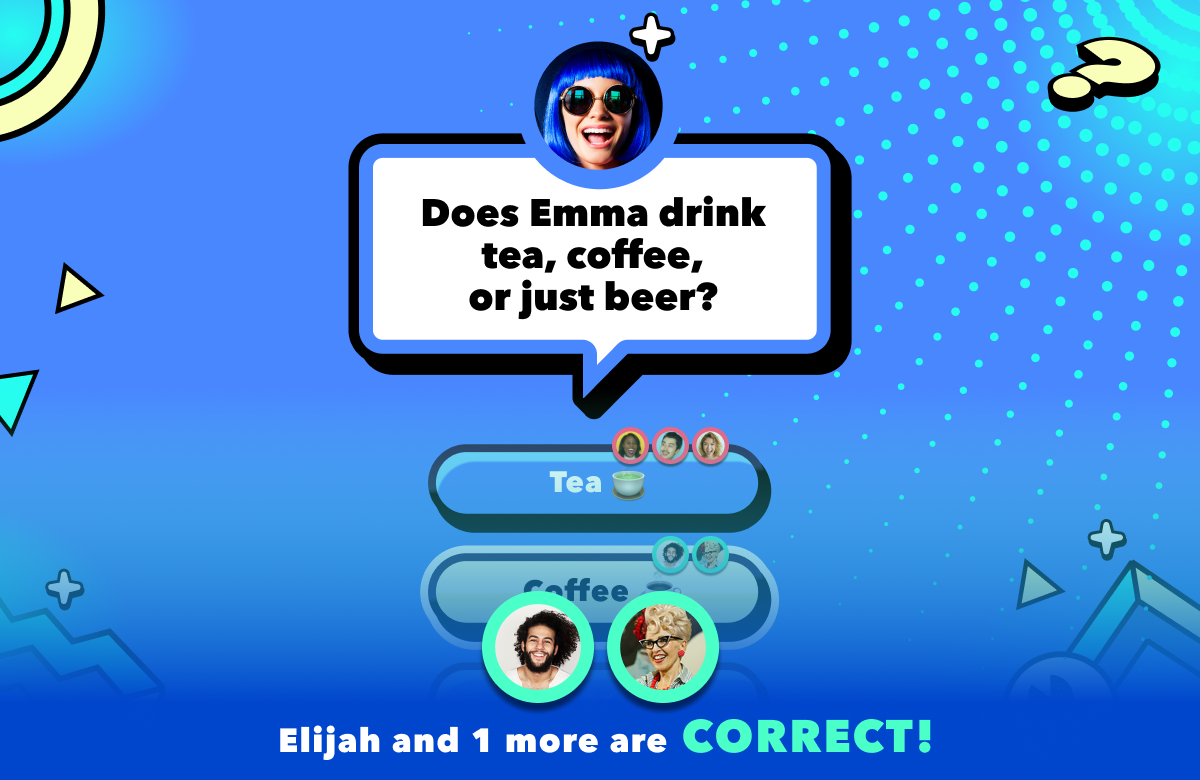 Does Emma drink
tea, coffee,
or just beer?
Tea
Coffee
Elijah and 1 more are CORRECT!